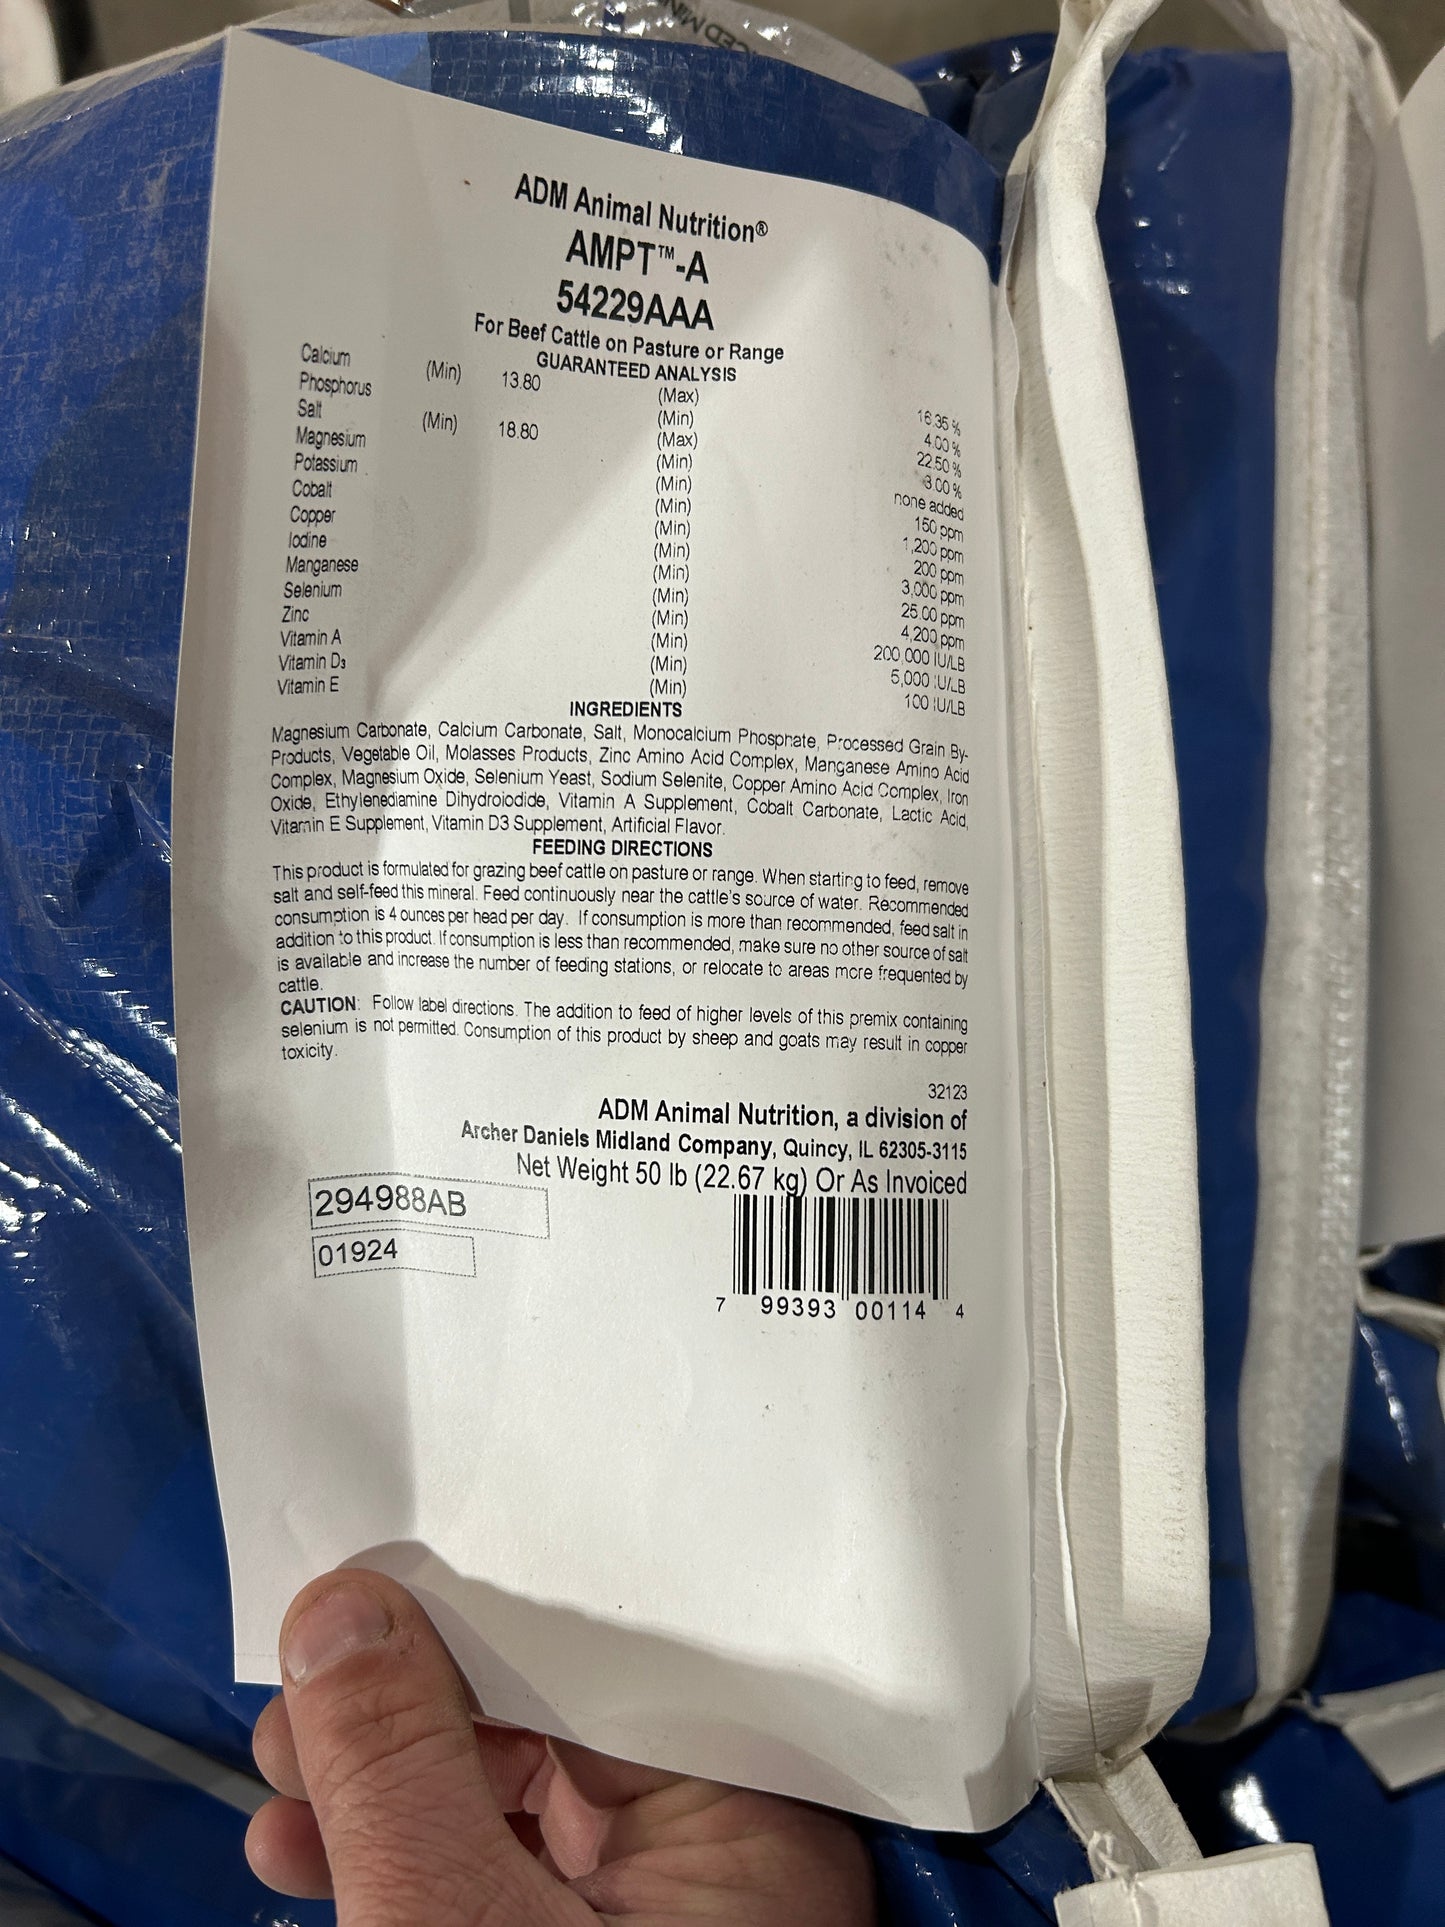 CED MIN
ADM Animal Nutrition®
AMPT™-A
54229AAA
For Beef Cattle on Pasture or Range
GUARANTEED ANALYSIS
Calcium (Min) 13.80 (Max) 16.35 %
Phosphorus (Min) 4.00 %
Salt (Min) 18.80 (Max) 22.50 %
Magnesium (Min) 3.00 %
Potassium (Min) none added
Cobalt (Min) 150 ppm
Copper (Min) 1,200 ppm
Iodine (Min) 200 ppm
Manganese (Min) 3,000 ppm
Selenium (Min) 25.00 ppm
Zinc (Min) 4,200 ppm
Vitamin A (Min) 200,000 IU/LB
Vitamin D3 (Min) 5,000 IU/LB
Vitamin E (Min) 100 IU/LB
INGREDIENTS
Magnesium Carbonate, Calcium Carbonate, Salt, Monocalcium Phosphate, Processed Grain By-
Products, Vegetable Oil, Molasses Products, Zinc Amino Acid Complex, Manganese Amino Acid
Complex, Magnesium Oxide, Selenium Yeast, Sodium Selenite, Copper Amino Acid Complex, Iron
Oxide, Ethylenediamine Dihydroiodide, Vitamin A Supplement, Cobalt Carbonate, Lactic Acid,
Vitamin E Supplement, Vitamin D3 Supplement, Artificial Flavor.
FEEDING DIRECTIONS
This product is formulated for grazing beef cattle on pasture or range. When starting to feed, remove
salt and self-feed this mineral. Feed continuously near the cattle's source of water. Recommended
consumption is 4 ounces per head per day. If consumption is more than recommended, feed salt in
addition to this product. If consumption is less than recommended, make sure no other source of salt
is available and increase the number of feeding stations, or relocate to areas more frequented by
cattle.
CAUTION: Follow label directions. The addition to feed of higher levels of this premix containing
selenium is not permitted. Consumption of this product by sheep and goats may result in copper
toxicity.
32123
ADM Animal Nutrition, a division of
Archer Daniels Midland Company, Quincy, IL 62305-3115
Net Weight 50 lb (22.67 kg) Or As Invoiced
294988AB
01924
7 99393 00114 4